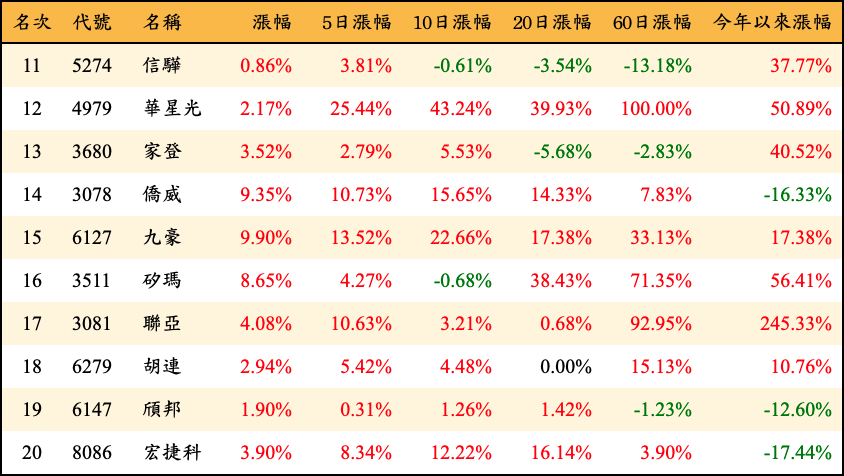 名次 代號 名稱 漲幅 5日漲幅 10日漲幅 20日漲幅 60日漲幅 今年以來漲幅
11 5274 信驊 0.86% 3.81% -0.61% -3.54% -13.18% 37.77%
12 4979 華星光 2.17% 25.44% 43.24% 39.93% 100.00% 50.89%
13 3680 家登 3.52% 2.79% 5.53% -5.68% -2.83% 40.52%
14 3078 僑威 9.35% 10.73% 15.65% 14.33% 7.83% -16.33%
15 6127 九豪 9.90% 13.52% 22.66% 17.38% 33.13% 17.38%
16 3511 矽瑪 8.65% 4.27% -0.68% 38.43% 71.35% 56.41%
17 3081 聯亞 4.08% 10.63% 3.21% 0.68% 92.95% 245.33%
18 6279 胡連 2.94% 5.42% 4.48% 0.00% 15.13% 10.76%
19 6147 頎邦 1.90% 0.31% 1.26% 1.42% -1.23% -12.60%
20 8086 宏捷科 3.90% 8.34% 12.22% 16.14% 3.90% -17.44%